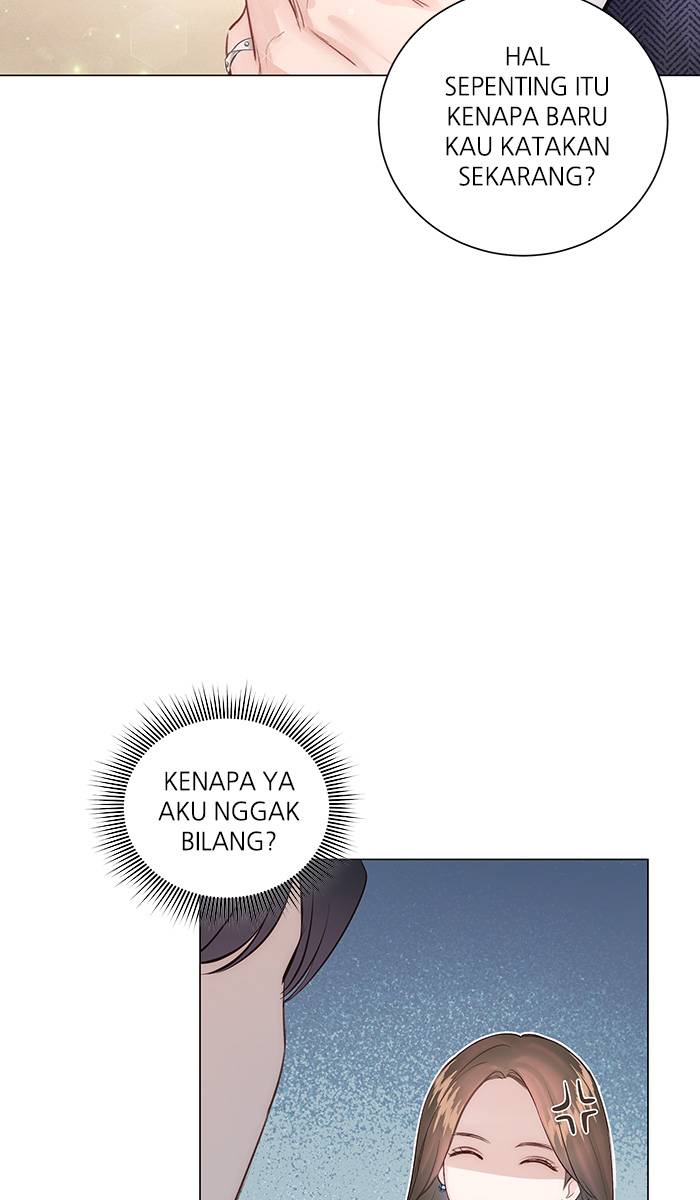 HAL
SEPENTING ITU
KENAPA BARU
KAU KATAKAN
SEKARANG?
KENAPA YA
AKU NGGAK
BILANG?